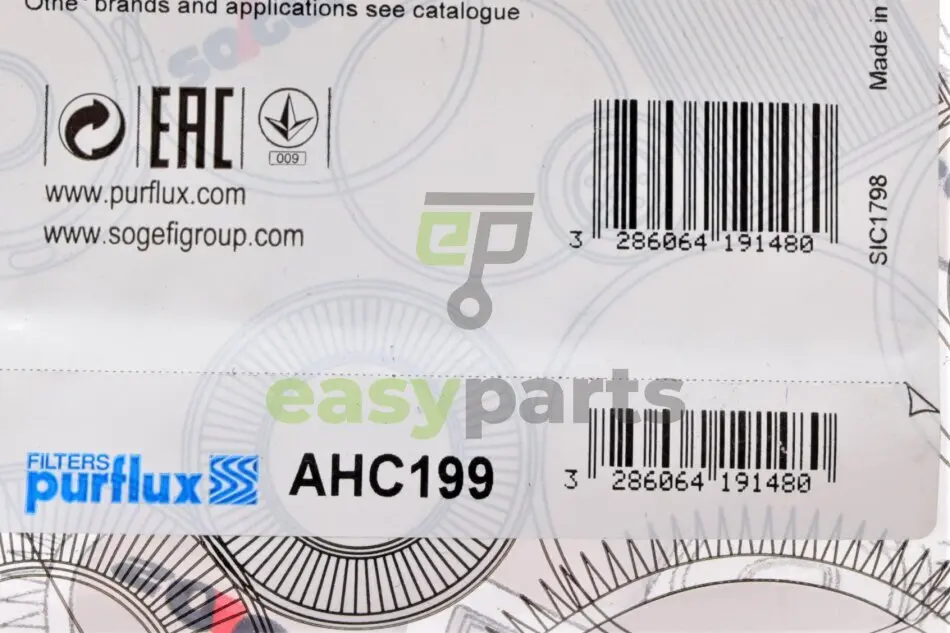 Othe brands and applications see catalogue
Made in
EAC
009
www.purflux.com
www.sogefigroup.com
SIC1798
3 286064 191480
ep
easyparts
FILTERS
purflux
AHC199
3 286064 191480